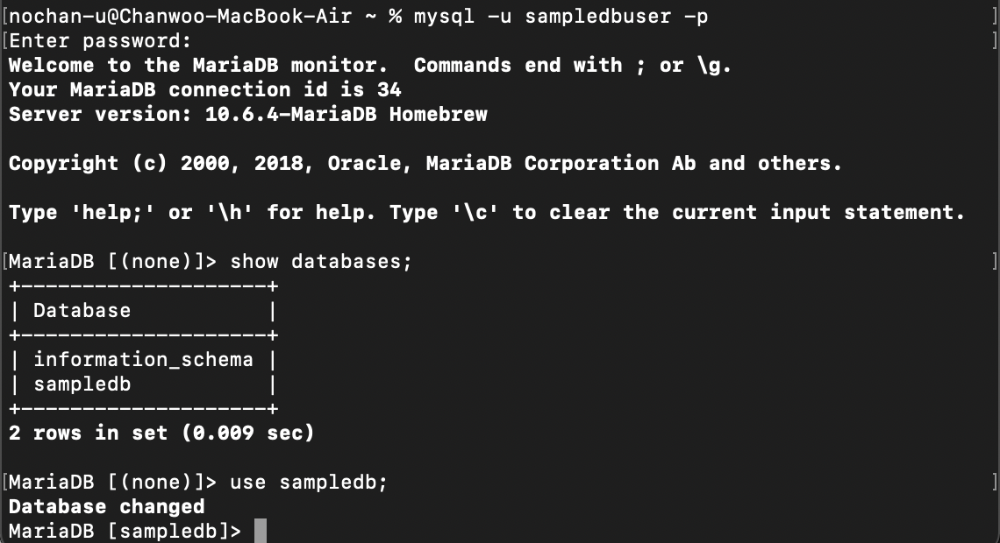 [nochan-u@Chanwoo-MacBook-Air ~ % mysql -u sampledbuser -p ]
[Enter password: ]
Welcome to the MariaDB monitor.  Commands end with ; or \g.
Your MariaDB connection id is 34
Server version: 10.6.4-MariaDB Homebrew

Copyright (c) 2000, 2018, Oracle, MariaDB Corporation Ab and others.

Type 'help;' or '\h' for help. Type '\c' to clear the current input statement.

[MariaDB [(none)]> show databases; ]
+--------------------+
| Database           |
+--------------------+
| information_schema |
| sampledb           |
+--------------------+
2 rows in set (0.009 sec)

[MariaDB [(none)]> use sampledb; ]
Database changed
MariaDB [sampledb]>